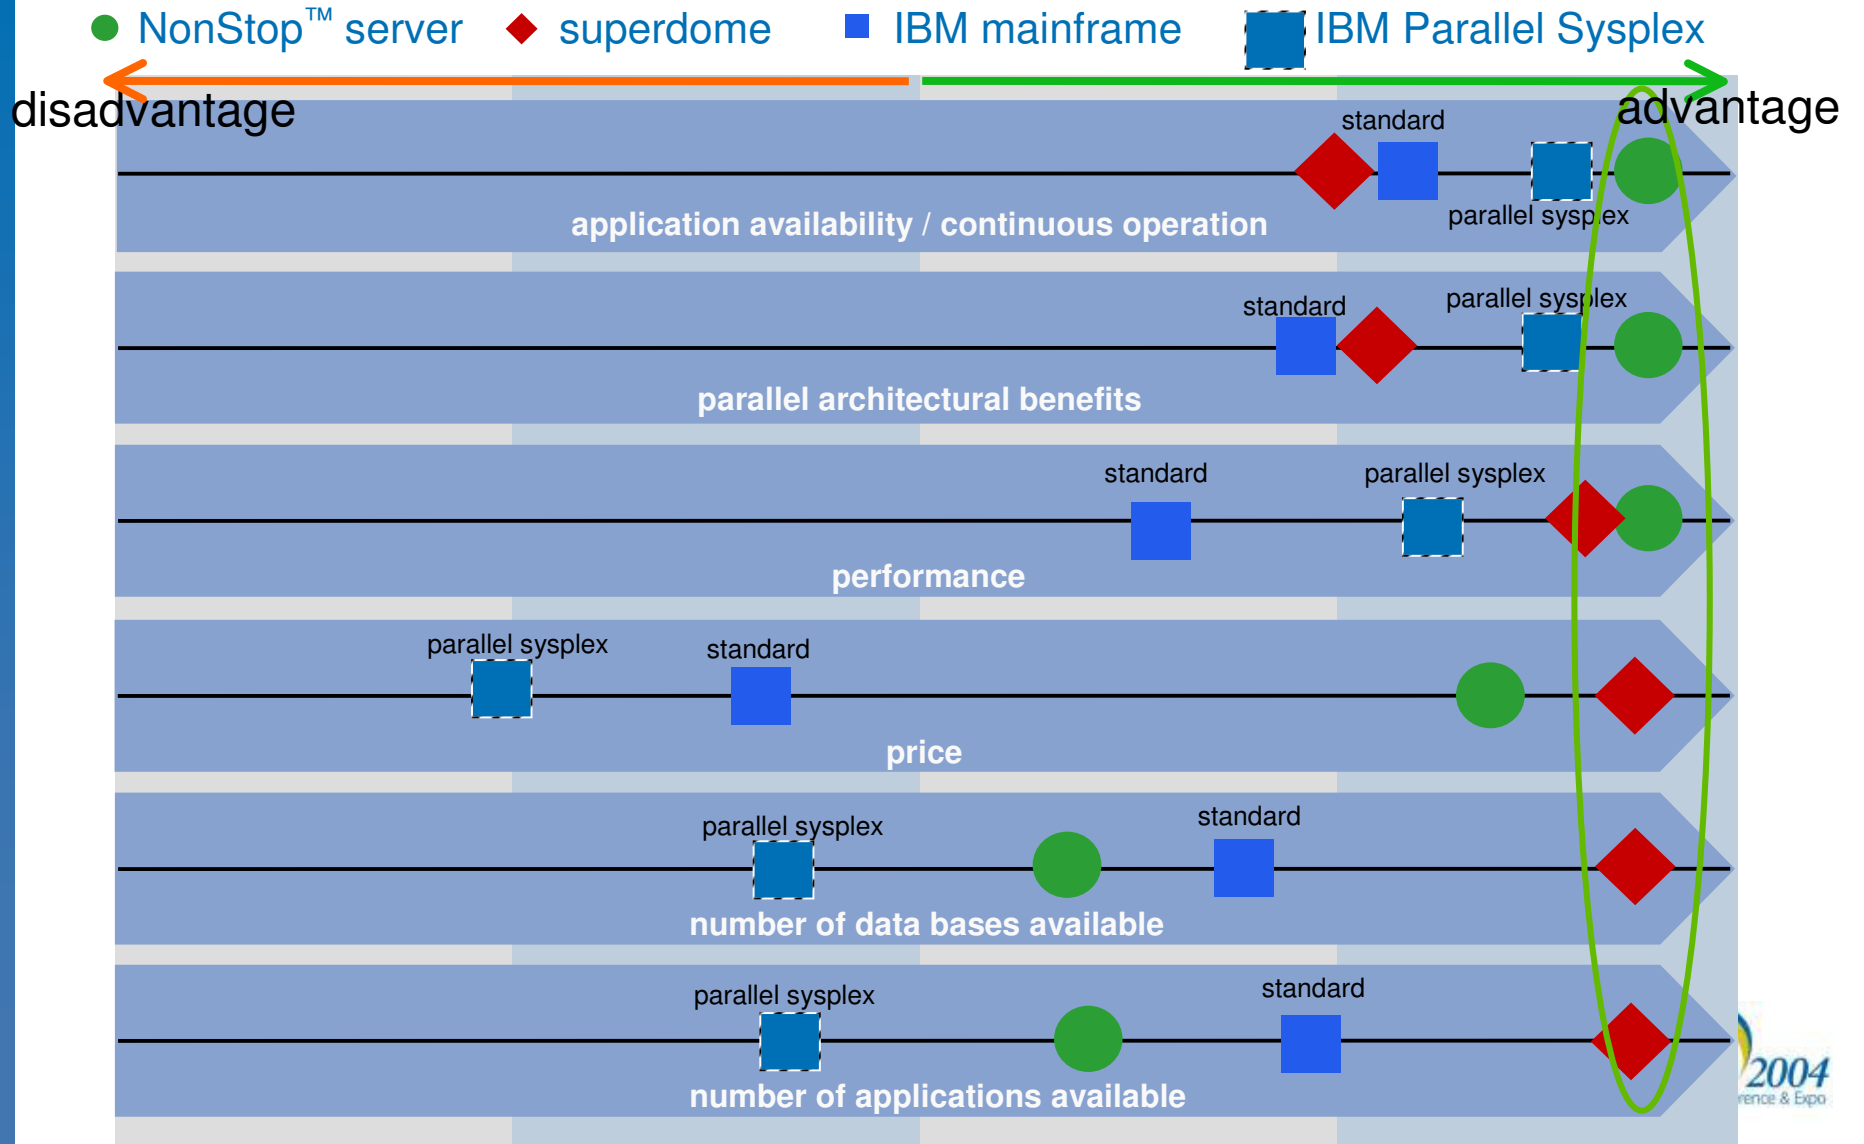 NonStop™ server superdome IBM mainframe IBM Parallel Sysplex
disadvantage advantage
standard
parallel sysplex
application availability / continuous operation
standard parallel sysplex
parallel architectural benefits
standard parallel sysplex
performance
parallel sysplex standard
price
parallel sysplex standard
number of data bases available
parallel sysplex standard
number of applications available
2004
& Expo